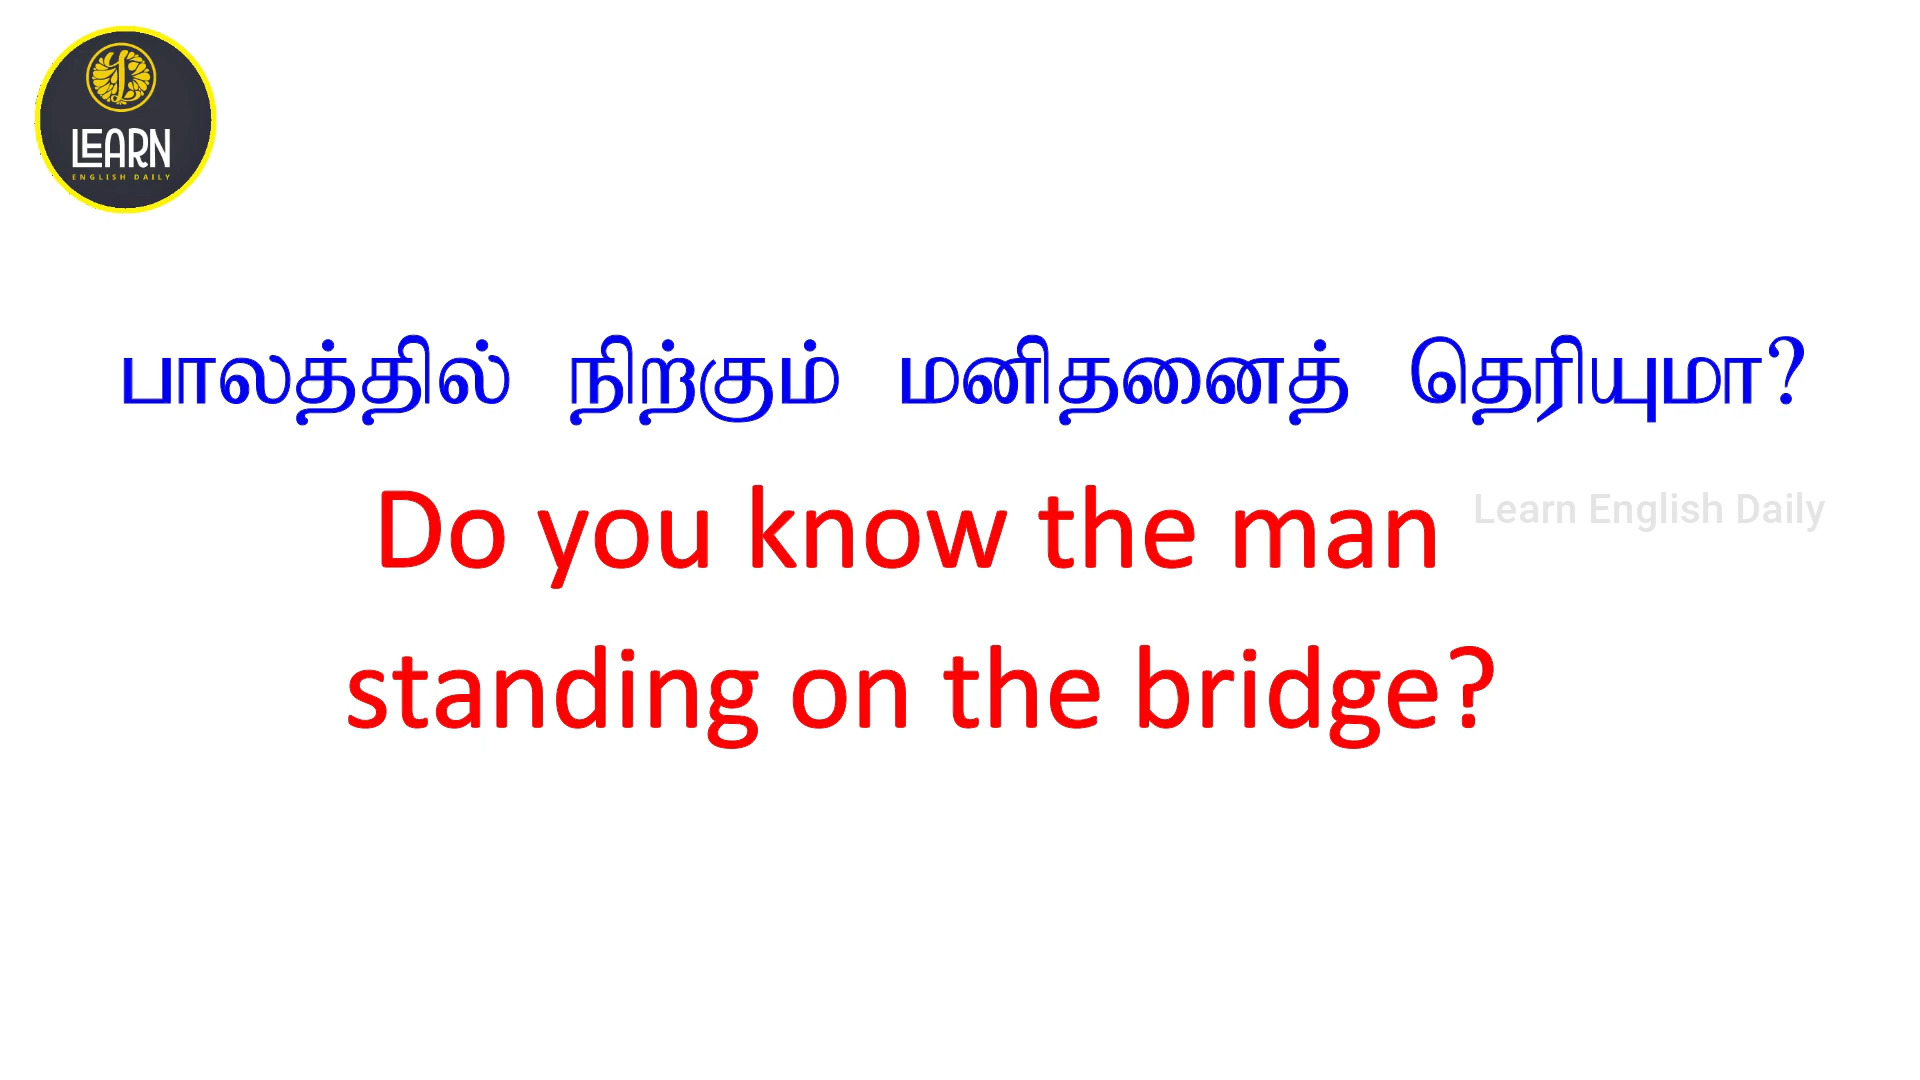 LEARN
ENGLISH DAILY
பாலத்தில் நிற்கும் மனிதனைத் தெரியுமா?
Do you know the man
Learn English Daily
standing on the bridge?